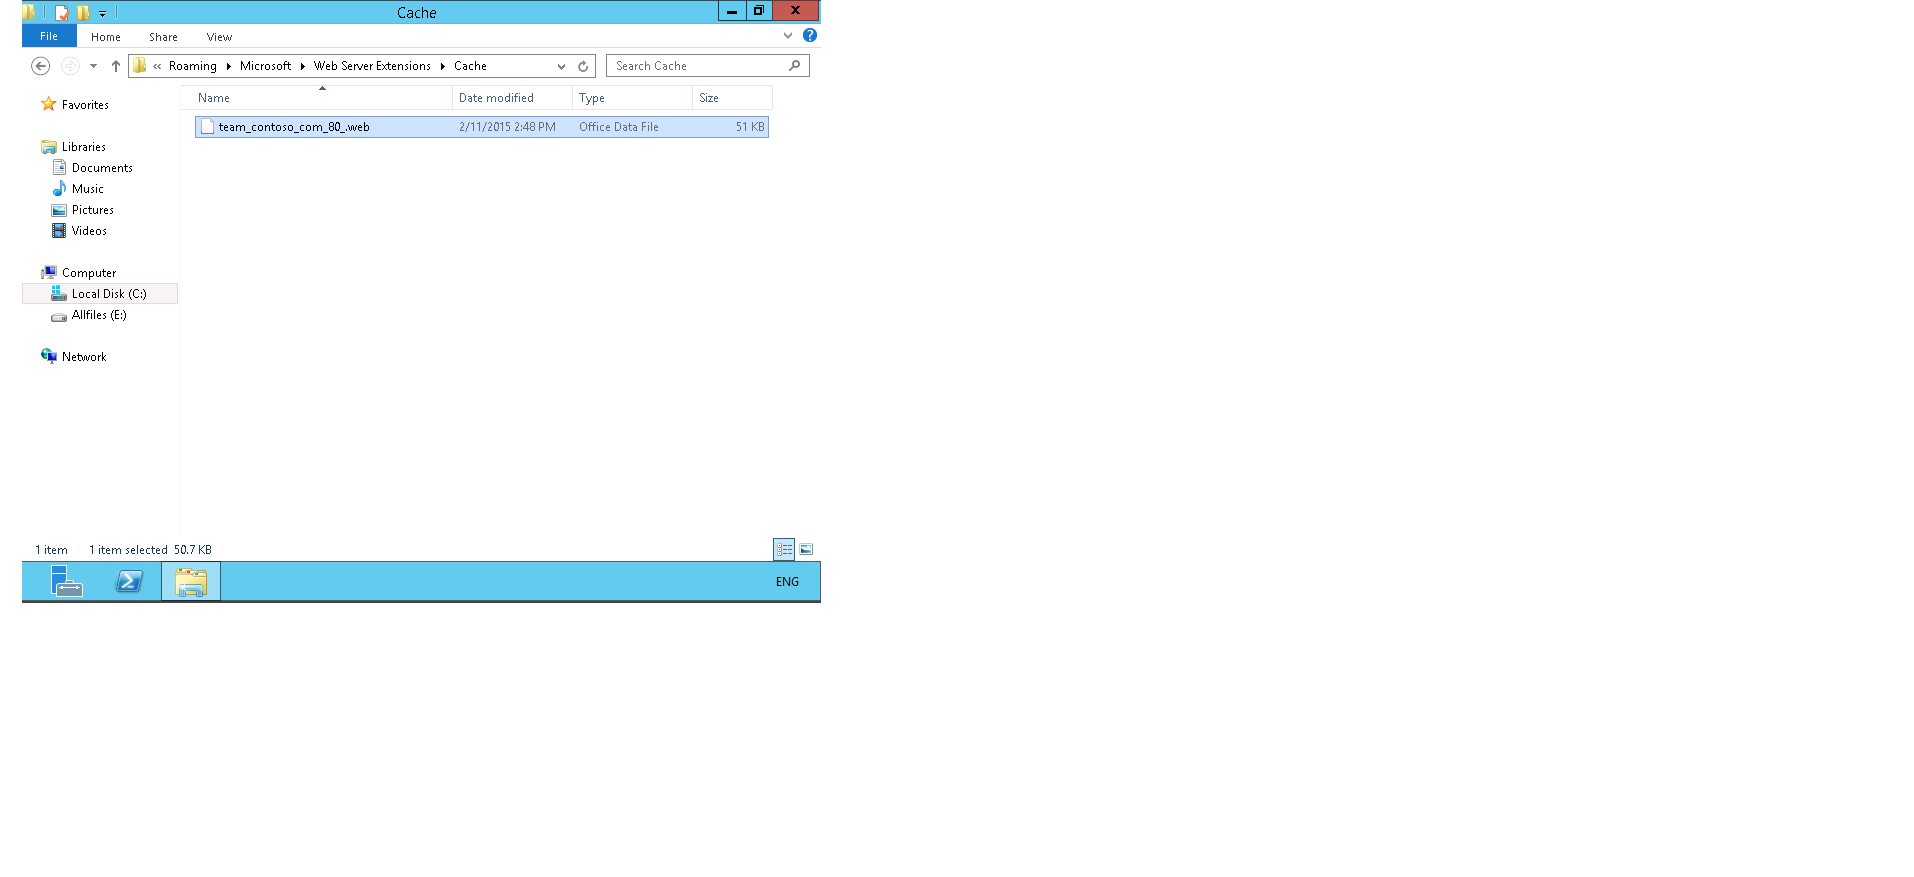 Cache
File Home Share View
« Roaming Microsoft Web Server Extensions Cache
Search Cache
Name Date modified Type Size
team_contoso_com_80_.web 2/11/2015 2:48 PM Office Data File 51 KB
Favorites
Libraries
Documents
Music
Pictures
Videos
Computer
Local Disk (C:)
Allfiles (E:)
Network
1 item 1 item selected 50.7 KB
ENG